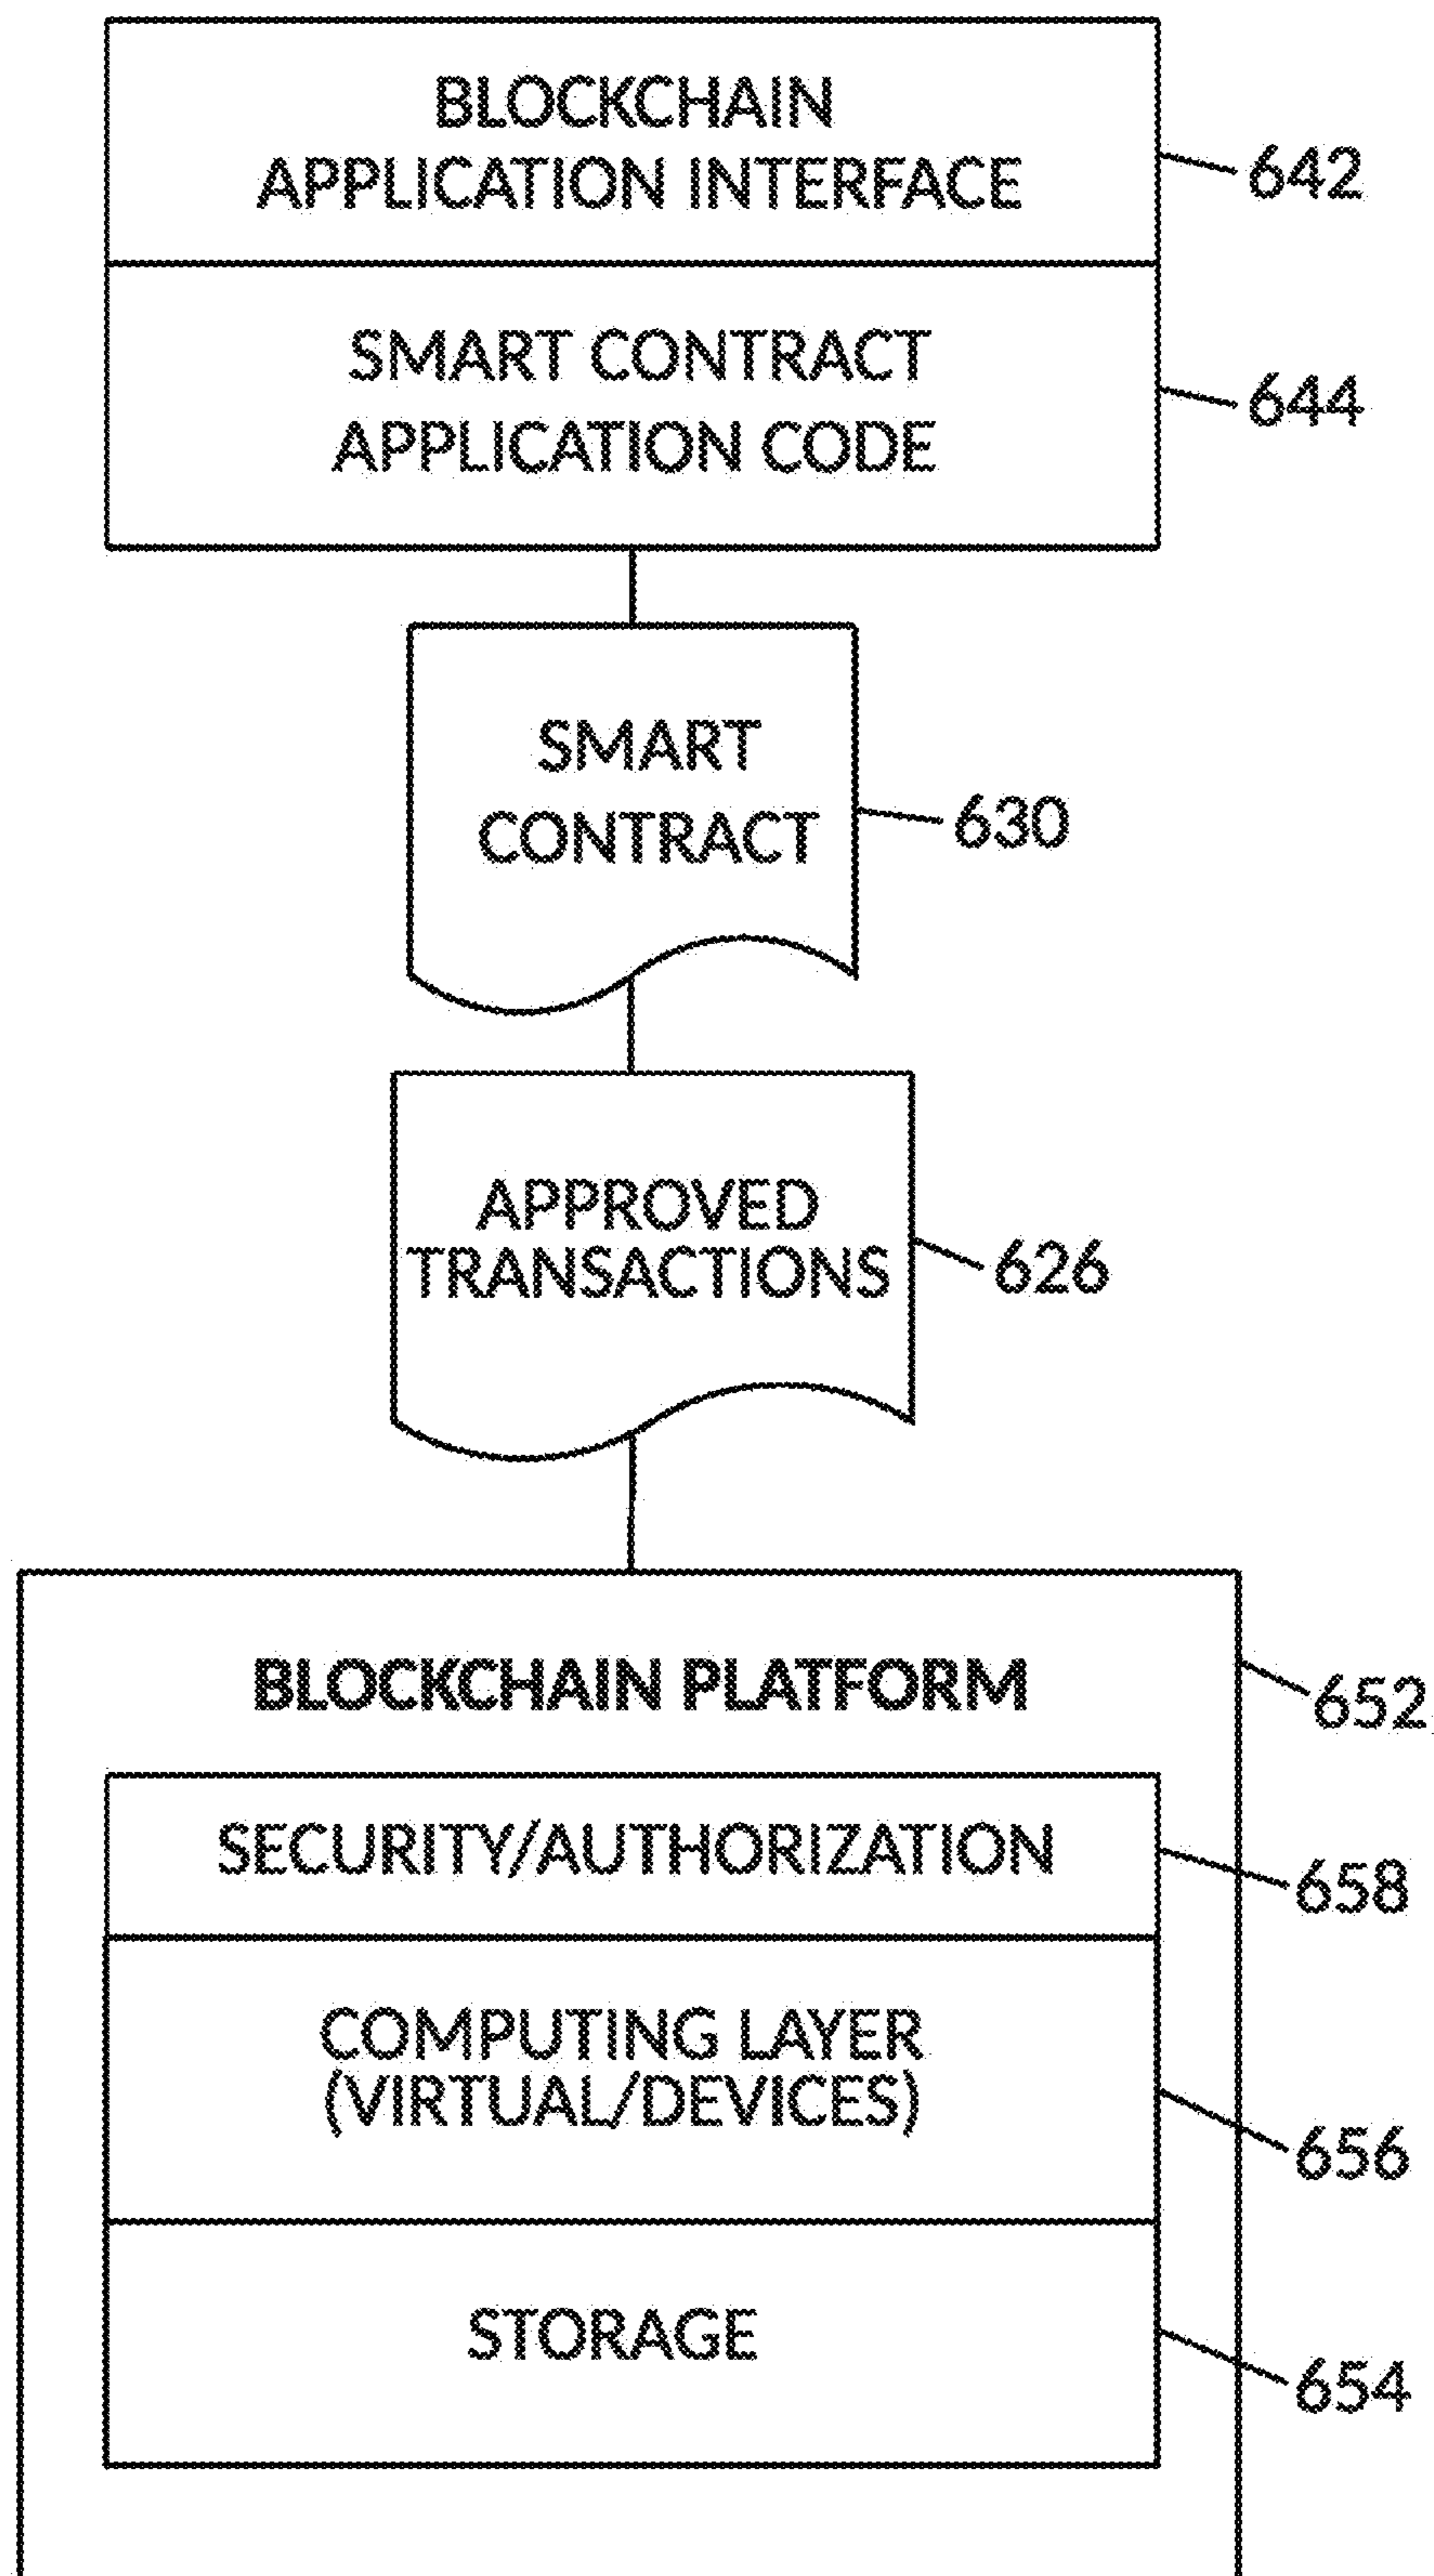 BLOCKCHAIN
APPLICATION INTERFACE
642
SMART CONTRACT
APPLICATION CODE
644
SMART
CONTRACT
630
APPROVED
TRANSACTIONS
626
BLOCKCHAIN PLATFORM
652
SECURITY/AUTHORIZATION
658
COMPUTING LAYER
(VIRTUAL/DEVICES)
656
STORAGE
654